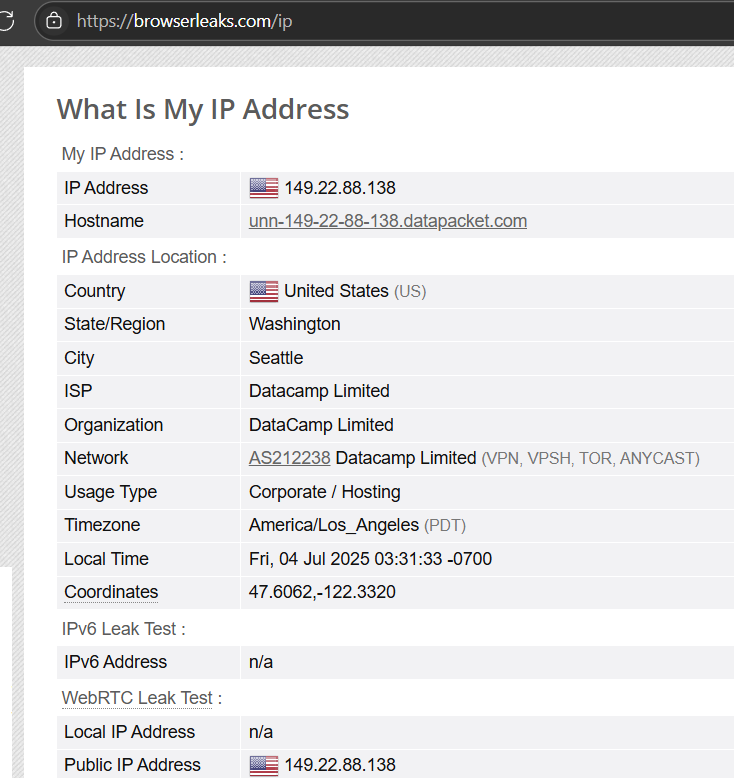 https://browserleaks.com/ip
What Is My IP Address
My IP Address :
IP Address 149.22.88.138
Hostname unn-149-22-88-138.datapacket.com
IP Address Location :
Country United States (US)
State/Region Washington
City Seattle
ISP Datacamp Limited
Organization DataCamp Limited
Network AS212238 Datacamp Limited (VPN, VPSH, TOR, ANYCAST)
Usage Type Corporate / Hosting
Timezone America/Los_Angeles (PDT)
Local Time Fri, 04 Jul 2025 03:31:33 -0700
Coordinates 47.6062,-122.3320
IPv6 Leak Test :
IPv6 Address n/a
WebRTC Leak Test :
Local IP Address n/a
Public IP Address 149.22.88.138